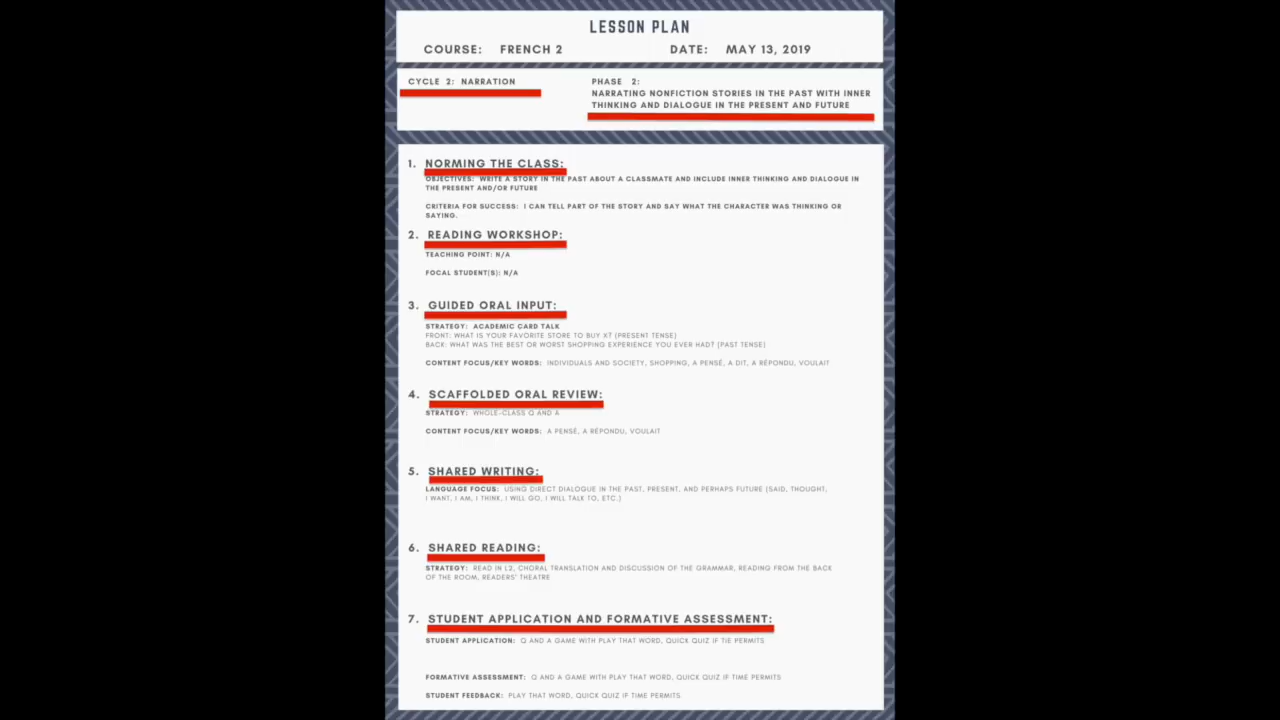 LESSON PLAN
COURSE: FRENCH 2 DATE: MAY 13, 2019
CYCLE 2: NARRATION
PHASE 2:
NARRATING NONFICTION STORIES IN THE PAST WITH INNER
THINKING AND DIALOGUE IN THE PRESENT AND FUTURE
1. NORMING THE CLASS:
OBJECTIVES: WRITE A STORY IN THE PAST ABOUT A CLASSMATE AND INCLUDE INNER THINKING AND DIALOGUE IN
THE PRESENT AND/OR FUTURE
CRITERIA FOR SUCCESS: I CAN TELL PART OF THE STORY AND SAY WHAT THE CHARACTER WAS THINKING OR
SAYING.
2. READING WORKSHOP:
TEACHING POINT: N/A
FOCAL STUDENT(S): N/A
3. GUIDED ORAL INPUT:
STRATEGY: ACADEMIC CARD TALK
FRONT: WHAT IS YOUR FAVORITE STORE TO BUY XT (PRESENT TENSE)
BACK: WHAT WAS THE BEST OR WORST SHOPPING EXPERIENCE YOU EVER HAD? (PAST TENSE)
CONTENT FOCUS/KEY WORDS: INDIVIDUALS AND SOCIETY, SHOPPING, A PENSÉ, A DIT, A RÉPONDU, VOULAIT
4. SCAFFOLDED ORAL REVIEW:
STRATEGY: WHOLE-CLASS Q AND A
CONTENT FOCUS/KEY WORDS: A PENSÉ, A RÉPONDU, VOULAIT
5. SHARED WRITING:
LANGUAGE FOCUS: USING DIRECT DIALOGUE IN THE PAST, PRESENT, AND PERHAPS FUTURE (SAID, THOUGHT,
I WANT, I AM, I THINK, I WILL GO, I WILL TALK TO, ETC.)
6. SHARED READING:
STRATEGY: READ IN L2, CHORAL TRANSLATION AND DISCUSSION OF THE GRAMMAR, READING FROM THE BACK
OF THE ROOM, READERS' THEATRE
7. STUDENT APPLICATION AND FORMATIVE ASSESSMENT:
STUDENT APPLICATION: Q AND A GAME WITH PLAY THAT WORD, QUICK QUIZ IF TIE PERMITS
FORMATIVE ASSESSMENT: Q AND A GAME WITH PLAY THAT WORD, QUICK QUIZ IF TIME PERMITS
STUDENT FEEDBACK: PLAY THAT WORD, QUICK QUIZ IF TIME PERMITS.